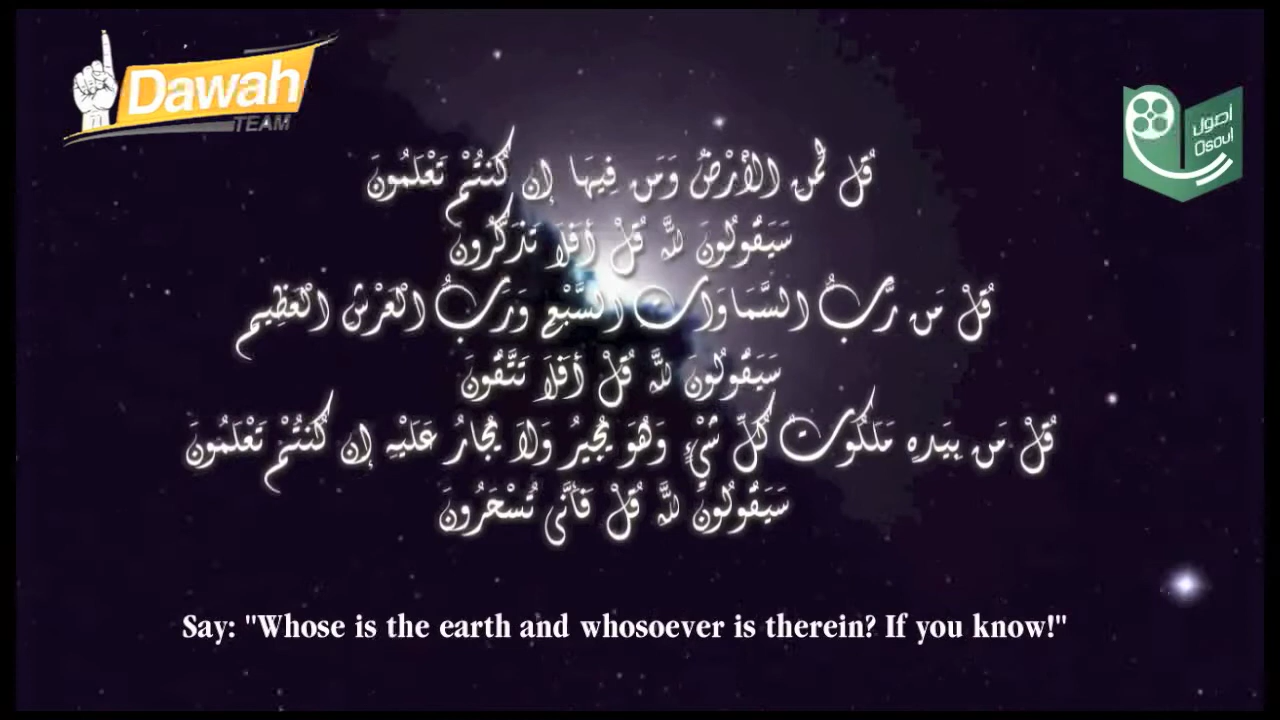 Dawah
TEAM
أصول
Osoul
قُل لِّمَنِ الْأَرْضُ وَمَن فِيهَا إِن كُنتُمْ تَعْلَمُونَ
سَيَقُولُونَ لِلَّهِ قُلْ أَفَلَا تَذَكَّرُونَ
قُلْ مَن رَّبُّ السَّمَاوَاتِ السَّبْعِ وَرَبُّ الْعَرْشِ الْعَظِيمِ
سَيَقُولُونَ لِلَّهِ قُلْ أَفَلَا تَتَّقُونَ
قُلْ مَن بِيَدِهِ مَلَكُوتُ كُلِّ شَيْءٍ وَهُوَ يُجِيرُ وَلَا يُجَارُ عَلَيْهِ إِن كُنتُمْ تَعْلَمُونَ
سَيَقُولُونَ لِلَّهِ قُلْ فَأَنَّى تُسْحَرُونَ
Say: "Whose is the earth and whosoever is therein? If you know!"